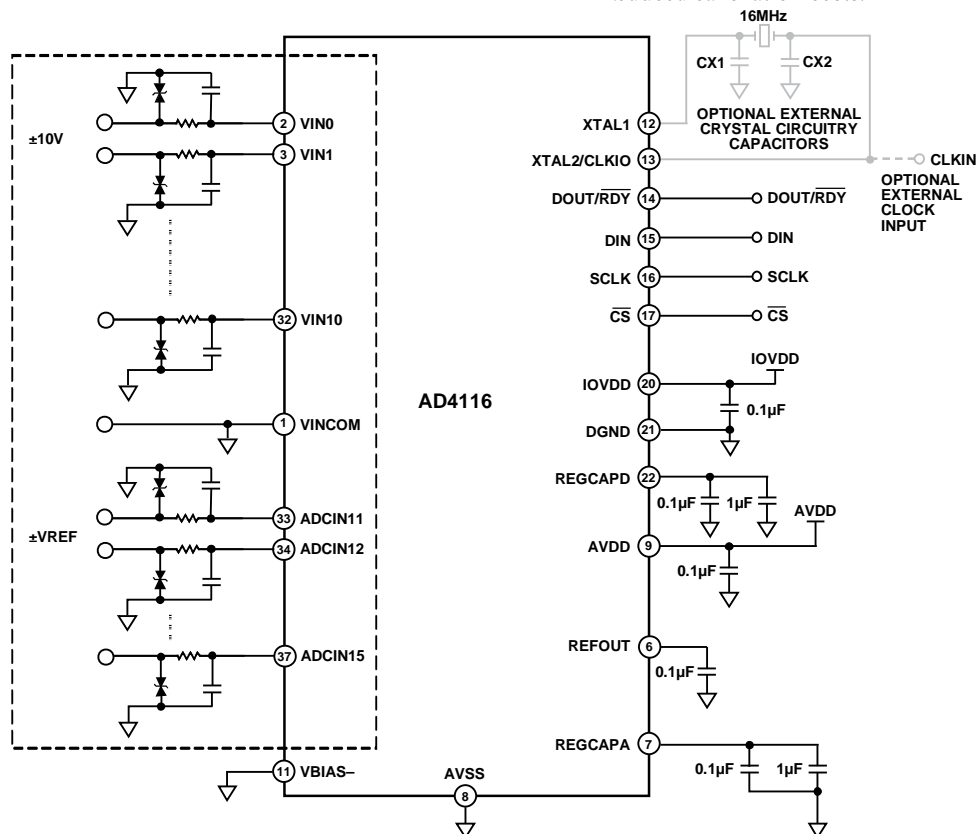 16MHz
CX1
CX2
OPTIONAL EXTERNAL
CRYSTAL CIRCUITRY
CAPACITORS
±10V
2 VIN0
3 VIN1
32 VIN10
1 VINCOM
±VREF
33 ADCIN11
34 ADCIN12
37 ADCIN15
11 VBIAS–
AVSS
8
AD4116
XTAL1 12
XTAL2/CLKIO 13
CLKIN
OPTIONAL
EXTERNAL
CLOCK
INPUT
DOUT/RDY 14 DOUT/RDY
DIN 15 DIN
SCLK 16 SCLK
CS 17 CS
IOVDD
IOVDD 20
0.1µF
DGND 21
REGCAPD 22
0.1µF 1µF
AVDD
AVDD 9
0.1µF
REFOUT 6
0.1µF
REGCAPA 7
0.1µF 1µF